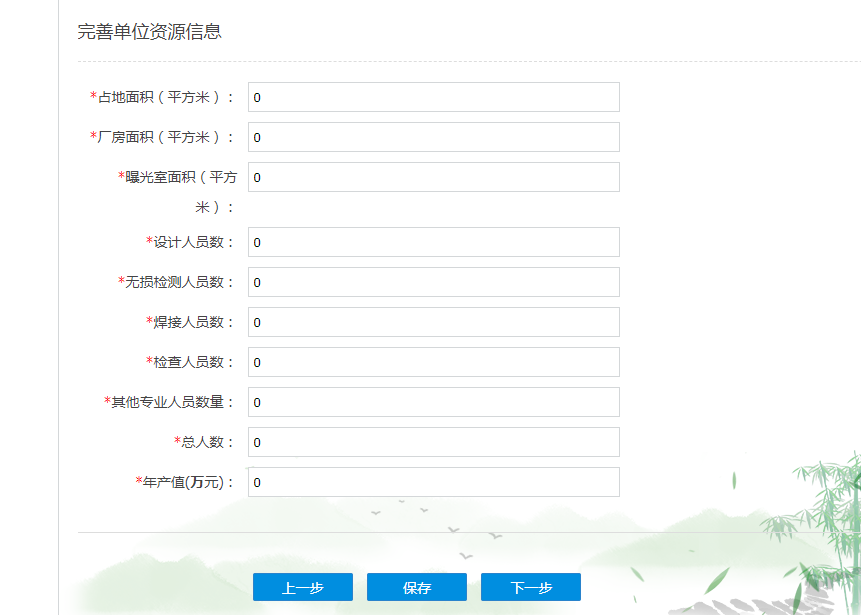 完善单位资源信息
*占地面积（平方米）： 0
*厂房面积（平方米）： 0
*曝光室面积（平方 0
米）：
*设计人员数： 0
*无损检测人员数： 0
*焊接人员数： 0
*检查人员数： 0
*其他专业人员数量： 0
*总人数： 0
*年产值(万元)： 0
上一步 保存 下一步